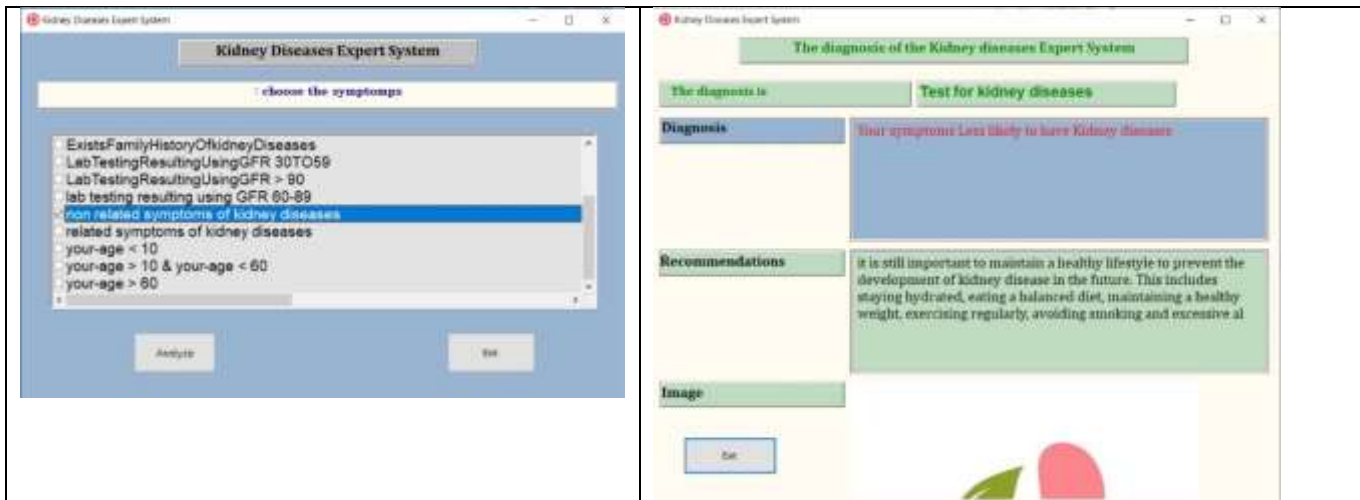 Kidney Diseases Expert System
Kidney Diseases Expert System
: choose the symptomps
ExistsFamilyHistoryOfkidneyDiseases
LabTestingResultingUsingGFR 30TO59
LabTestingResultingUsingGFR > 90
lab testing resulting using GFR 60-89
non related symptoms of kidney diseases
related symptoms of kidney diseases
your-age < 10
your-age > 10 & your-age < 60
your-age > 60
Analyze
Exit
Kidney Diseases Expert System
The diagnosis of the Kidney diseases Expert System
The diagnosis is
Test for kidney diseases
Diagnosis
Your symptoms Less likely to have Kidney diseases
Recommendations
it is still important to maintain a healthy lifestyle to prevent the
development of kidney disease in the future. This includes
staying hydrated, eating a balanced diet, maintaining a healthy
weight, exercising regularly, avoiding smoking and excessive al
Image
Exit